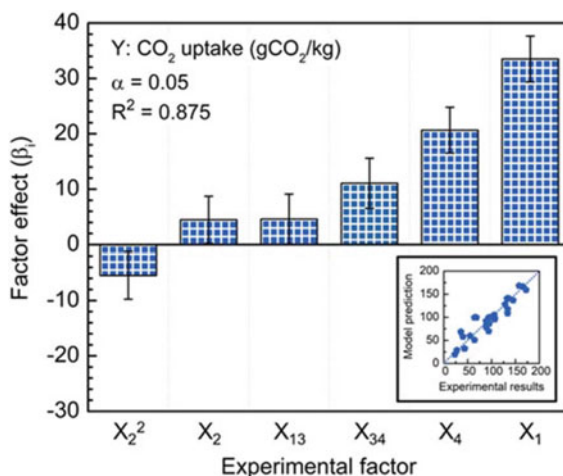 Y: CO₂ uptake (gCO₂/kg)
α = 0.05
R² = 0.875
Factor effect (βᵢ)
40
30
20
10
0
-10
-20
-30
X₂²
X₂
X₁₃
X₃₄
X₄
X₁
Experimental factor
Model prediction
200
150
100
50
0
0 50 100 150 200
Experimental results